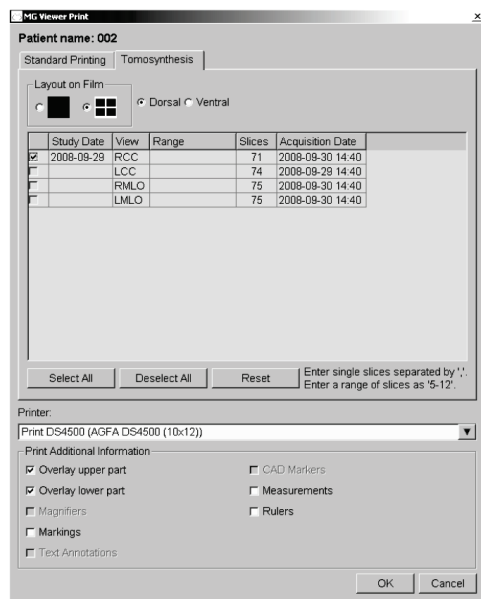 MG Viewer Print
Patient name: 002
Standard Printing Tomosynthesis
Layout on Film
Dorsal Ventral
Study Date View Range Slices Acquisition Date
2008-09-29 RCC 71 2008-09-30 14:40
LCC 74 2008-09-29 14:40
RMLO 75 2008-09-30 14:40
LMLO 75 2008-09-30 14:40
Select All Deselect All Reset
Enter single slices separated by ','.
Enter a range of slices as '5-12'.
Printer:
Print DS4500 (AGFA DS4500 (10x12))
Print Additional Information
Overlay upper part CAD Markers
Overlay lower part Measurements
Magnifiers Rulers
Markings
Text Annotations
OK Cancel